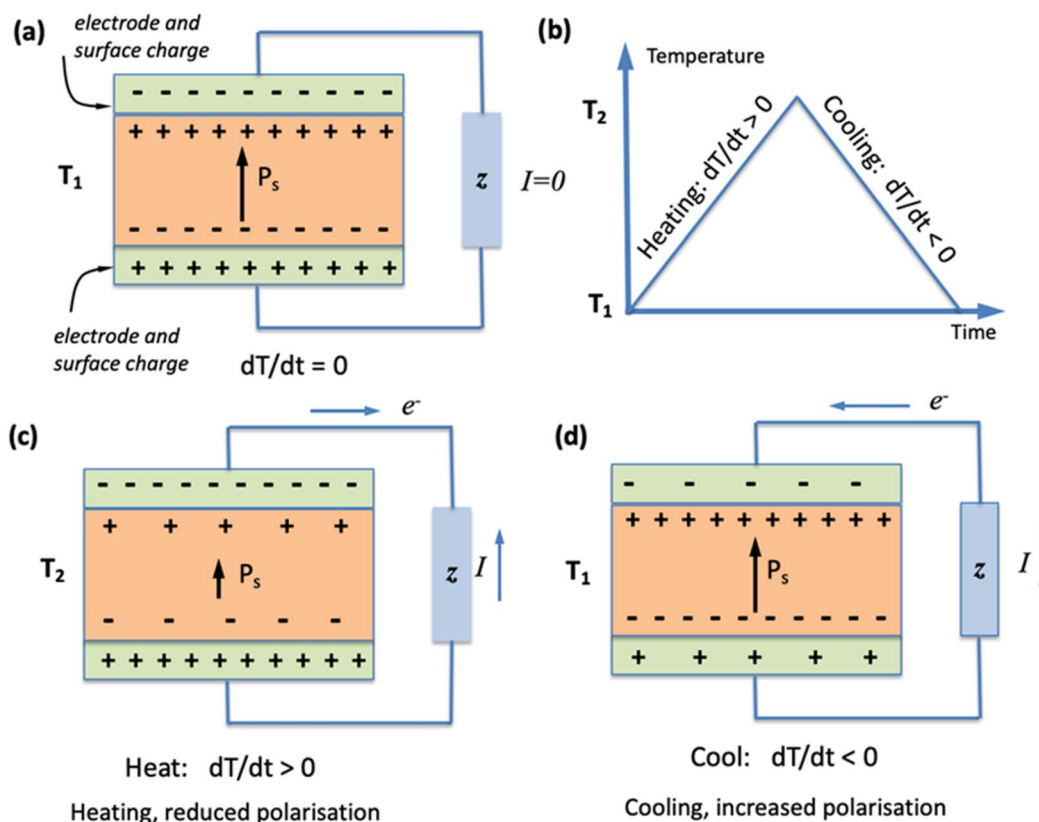 (a)
electrode and
surface charge
- - - - - - - - - -
+ + + + + + + + + +
T₁
Pₛ
- - - - - - - - - -
+ + + + + + + + + +
z
I=0
electrode and
surface charge
dT/dt = 0
(b)
Temperature
T₂
Heating: dT/dt > 0
Cooling: dT/dt < 0
T₁
Time
(c)
e⁻
- - - - - - - - - -
+ + + + +
T₂
Pₛ
- - - - -
+ + + + + + + + + +
z
I
Heat: dT/dt > 0
Heating, reduced polarisation
(d)
e⁻
- - - - -
+ + + + + + + + + +
T₁
Pₛ
- - - - - - - - - -
+ + + + +
z
I
Cool: dT/dt < 0
Cooling, increased polarisation